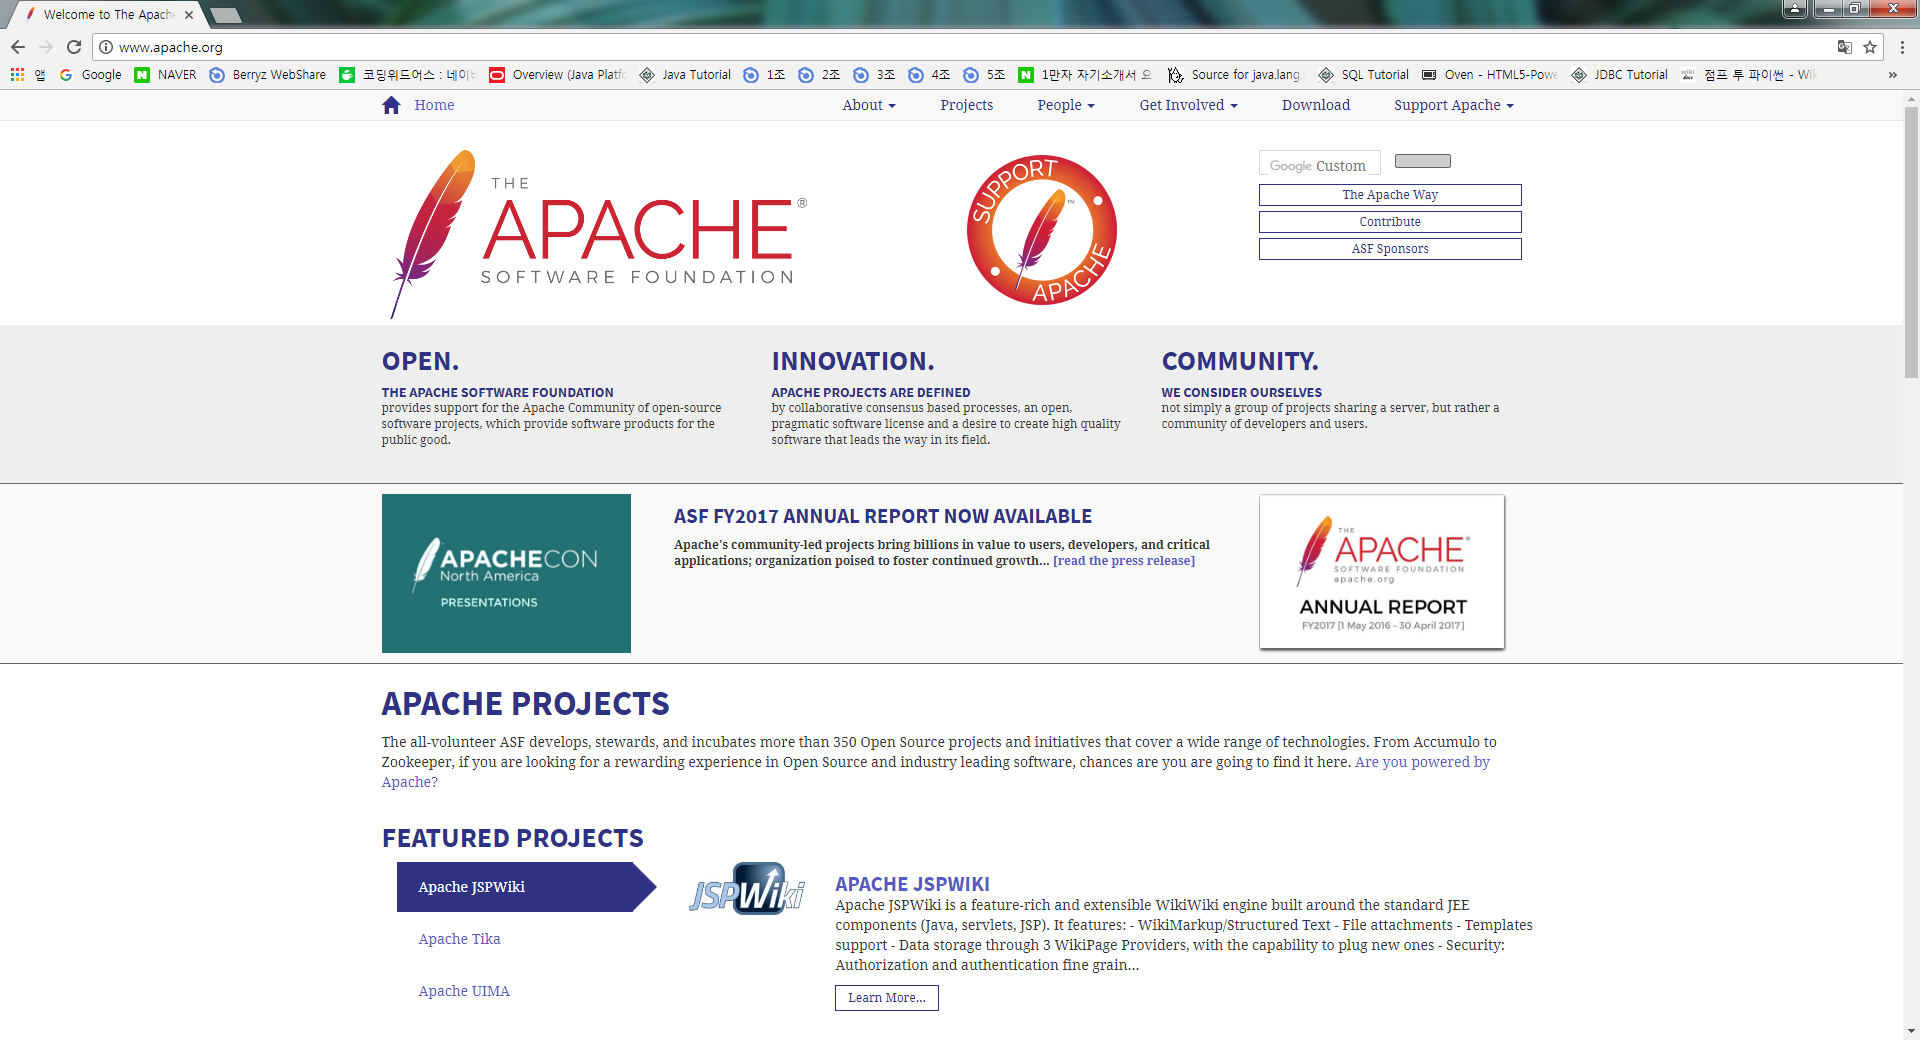 Welcome to The Apache
www.apache.org
앱 Google NAVER Berryz WebShare 코딩위드어스 : 네이 Overview (Java Platfo Java Tutorial 1조 2조 3조 4조 5조 1만자 자기소개서 요 Source for java.lang. SQL Tutorial Oven - HTML5-Powe JDBC Tutorial 점프 투 파이썬 - Wik »
Home About Projects People Get Involved Download Support Apache
THE
APACHE®
SOFTWARE FOUNDATION
SUPPORT
™
APACHE
Google Custom
The Apache Way
Contribute
ASF Sponsors
OPEN.
THE APACHE SOFTWARE FOUNDATION
provides support for the Apache Community of open-source
software projects, which provide software products for the
public good.
INNOVATION.
APACHE PROJECTS ARE DEFINED
by collaborative consensus based processes, an open,
pragmatic software license and a desire to create high quality
software that leads the way in its field.
COMMUNITY.
WE CONSIDER OURSELVES
not simply a group of projects sharing a server, but rather a
community of developers and users.
APACHECON
North America
PRESENTATIONS
ASF FY2017 ANNUAL REPORT NOW AVAILABLE
Apache's community-led projects bring billions in value to users, developers, and critical
applications; organization poised to foster continued growth... [read the press release]
THE
APACHE®
SOFTWARE FOUNDATION
apache.org
ANNUAL REPORT
FY2017 [1 May 2016 – 30 April 2017]
APACHE PROJECTS
The all-volunteer ASF develops, stewards, and incubates more than 350 Open Source projects and initiatives that cover a wide range of technologies. From Accumulo to
Zookeeper, if you are looking for a rewarding experience in Open Source and industry leading software, chances are you are going to find it here. Are you powered by
Apache?
FEATURED PROJECTS
Apache JSPWiki
Apache Tika
Apache UIMA
JSPWiki
APACHE JSPWIKI
Apache JSPWiki is a feature-rich and extensible WikiWiki engine built around the standard JEE
components (Java, servlets, JSP). It features: - WikiMarkup/Structured Text - File attachments - Templates
support - Data storage through 3 WikiPage Providers, with the capability to plug new ones - Security:
Authorization and authentication fine grain...
Learn More...